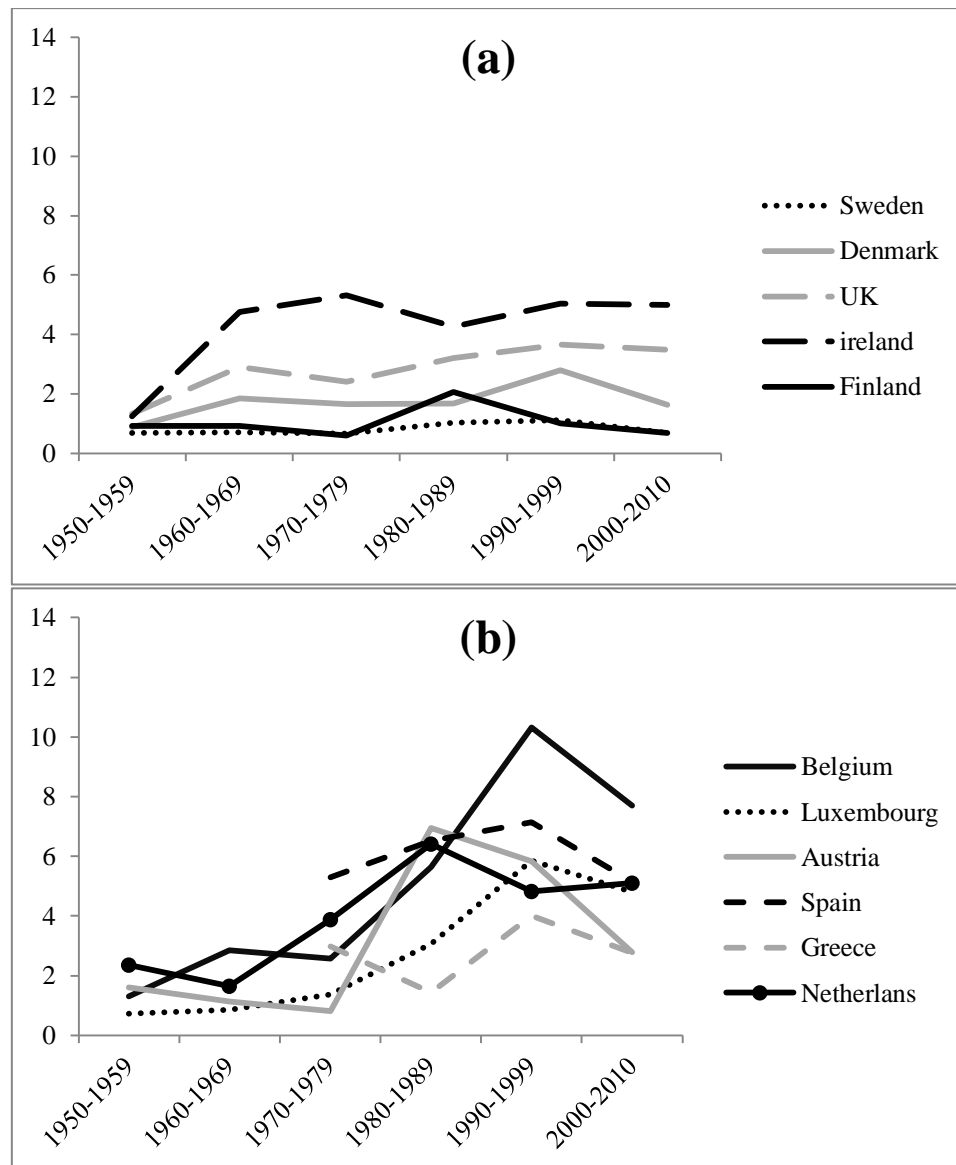 (a)
14
12
10
8
6
4
2
0
1950-1959
1960-1969
1970-1979
1980-1989
1990-1999
2000-2010
Sweden
Denmark
UK
ireland
Finland
(b)
14
12
10
8
6
4
2
0
1950-1959
1960-1969
1970-1979
1980-1989
1990-1999
2000-2010
Belgium
Luxembourg
Austria
Spain
Greece
Netherlans